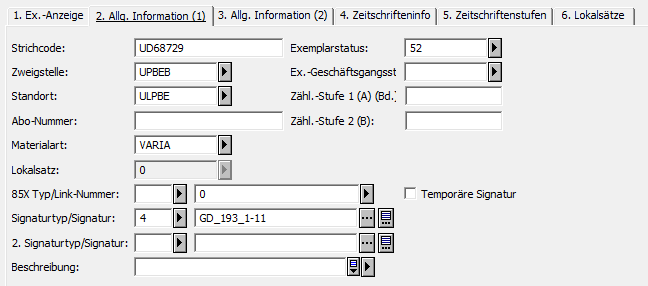 1. Ex.-Anzeige 2. Allg. Information (1) 3. Allg. Information (2) 4. Zeitschrifteninfo 5. Zeitschriftenstufen 6. Lokalsätze
Strichcode: UD68729 Exemplarstatus: 52
Zweigstelle: UPBEB Ex.-Geschäftsgangsst
Standort: ULPBE Zähl.-Stufe 1 (A) (Bd.)
Abo-Nummer: Zähl.-Stufe 2 (B):
Materialart: VARIA
Lokalsatz: 0
85X Typ/Link-Nummer: 0 Temporäre Signatur
Signaturtyp/Signatur: 4 GD_193_1-11
2. Signaturtyp/Signatur:
Beschreibung: